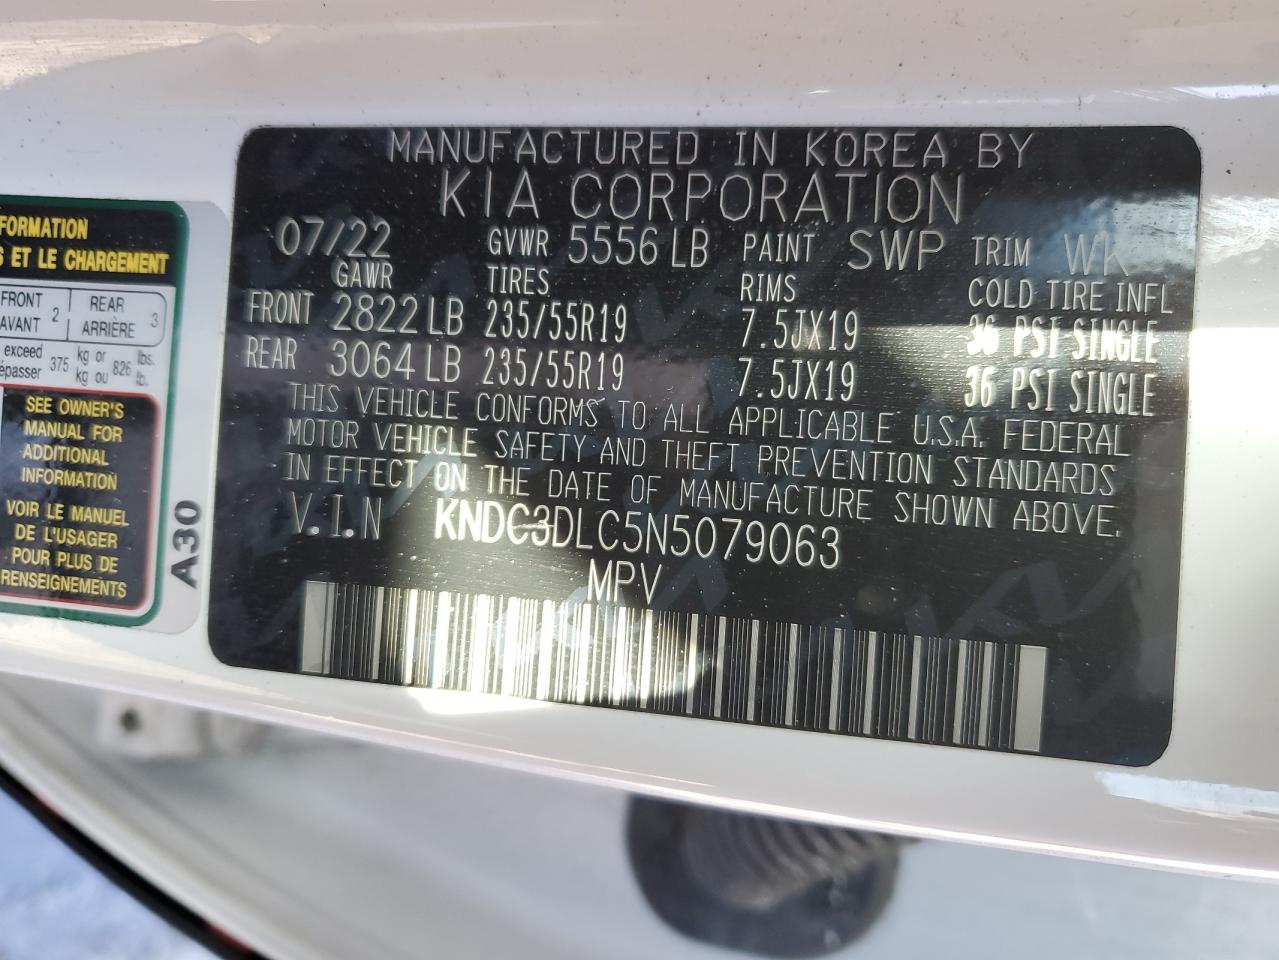 MANUFACTURED IN KOREA BY
KIA CORPORATION
07/22 GVWR 5556 LB PAINT SWP TRIM WK
GAWR TIRES RIMS COLD TIRE INFL
FRONT 2822 LB 235/55R19 7.5JX19 36 PSI SINGLE
REAR 3064 LB 235/55R19 7.5JX19 36 PSI SINGLE
THIS VEHICLE CONFORMS TO ALL APPLICABLE U.S.A. FEDERAL
MOTOR VEHICLE SAFETY AND THEFT PREVENTION STANDARDS
IN EFFECT ON THE DATE OF MANUFACTURE SHOWN ABOVE.
V.I.N KNDC3DLC5N5079063
MPV
ET LE CHARGEMENT
FRONT 2 REAR 3
AVANT ARRIÈRE
exceed 375 kg or 826 lbs.
kg ou lb.
SEE OWNER'S
MANUAL FOR
ADDITIONAL
INFORMATION
VOIR LE MANUEL
DE L'USAGER
POUR PLUS DE
RENSEIGNEMENTS
A30